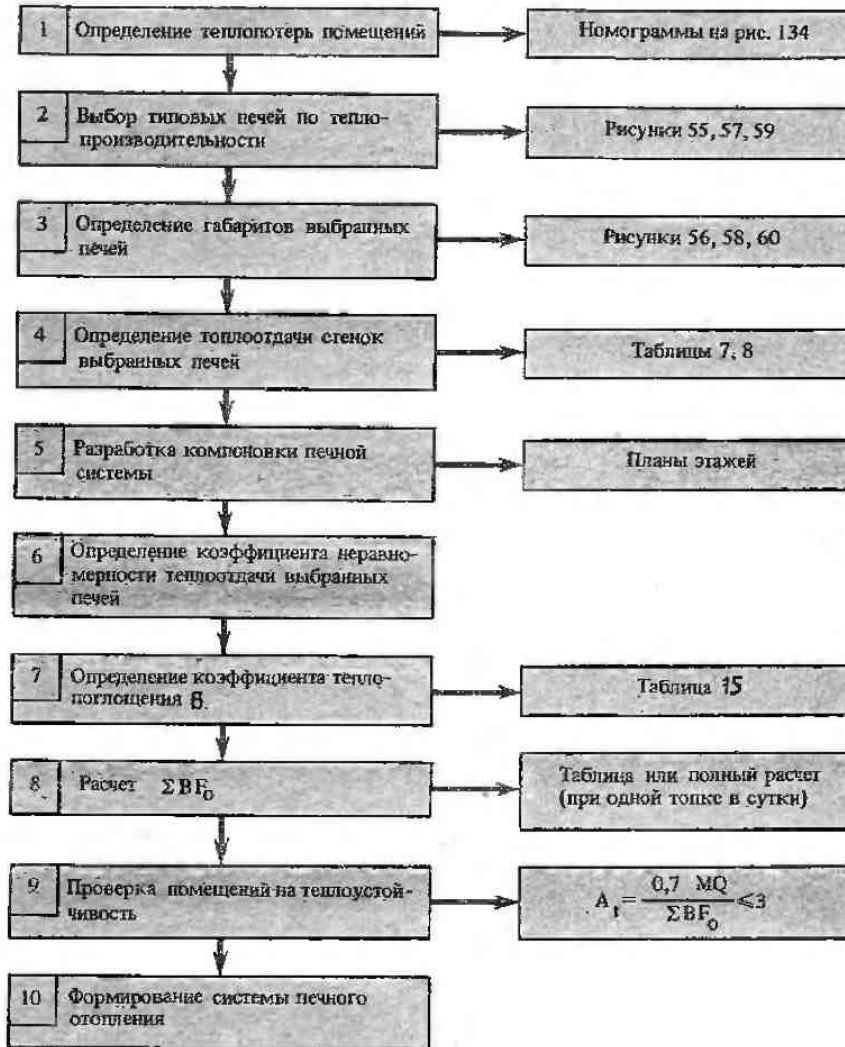 1 Определение теплопотерь помещений
Номограммы на рис. 134
2 Выбор типовых печей по тепло-
производительности
Рисунки 55, 57, 59
3 Определение габаритов выбранных
печей
Рисунки 56, 58, 60
4 Определение топлоотдачи стенок
выбранных печей
Таблицы 7, 8
5 Разработка компоновки печной
системы
Планы этажей
6 Определение коэффициента неравно-
мерности теплоотдачи выбранных
печей
7 Определение коэффициента тепло-
поглощения В.
Таблица 15
8 Расчет ΣBF₀
Таблица или полный расчет
(при одной топке в сутки)
9 Проверка помещений на теплоустой-
чивость
A_t = 0,7 MQ / ΣBF₀ ⩽3
10 Формирование системы печного
отопления